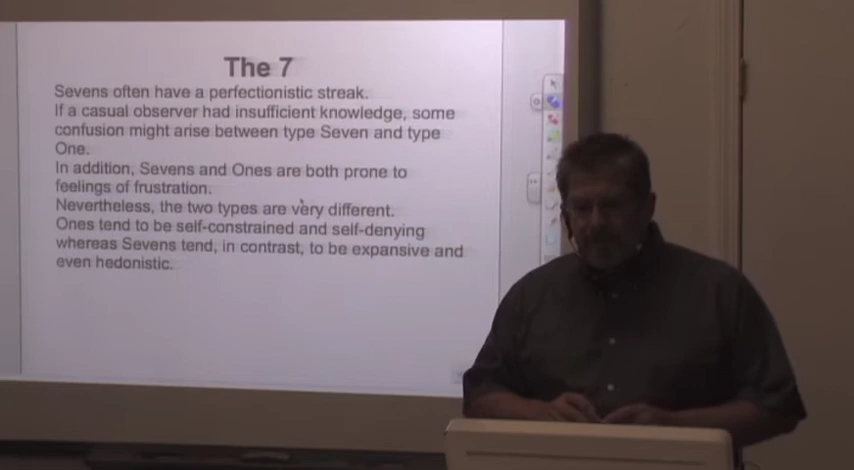 The 7
Sevens often have a perfectionistic streak.
If a casual observer had insufficient knowledge, some
confusion might arise between type Seven and type
One.
In addition, Sevens and Ones are both prone to
feelings of frustration.
Nevertheless, the two types are very different.
Ones tend to be self-constrained and self-denying
whereas Sevens tend, in contrast, to be expansive and
even hedonistic.